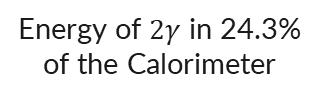 Energy of 2γ in 24.3%
of the Calorimeter